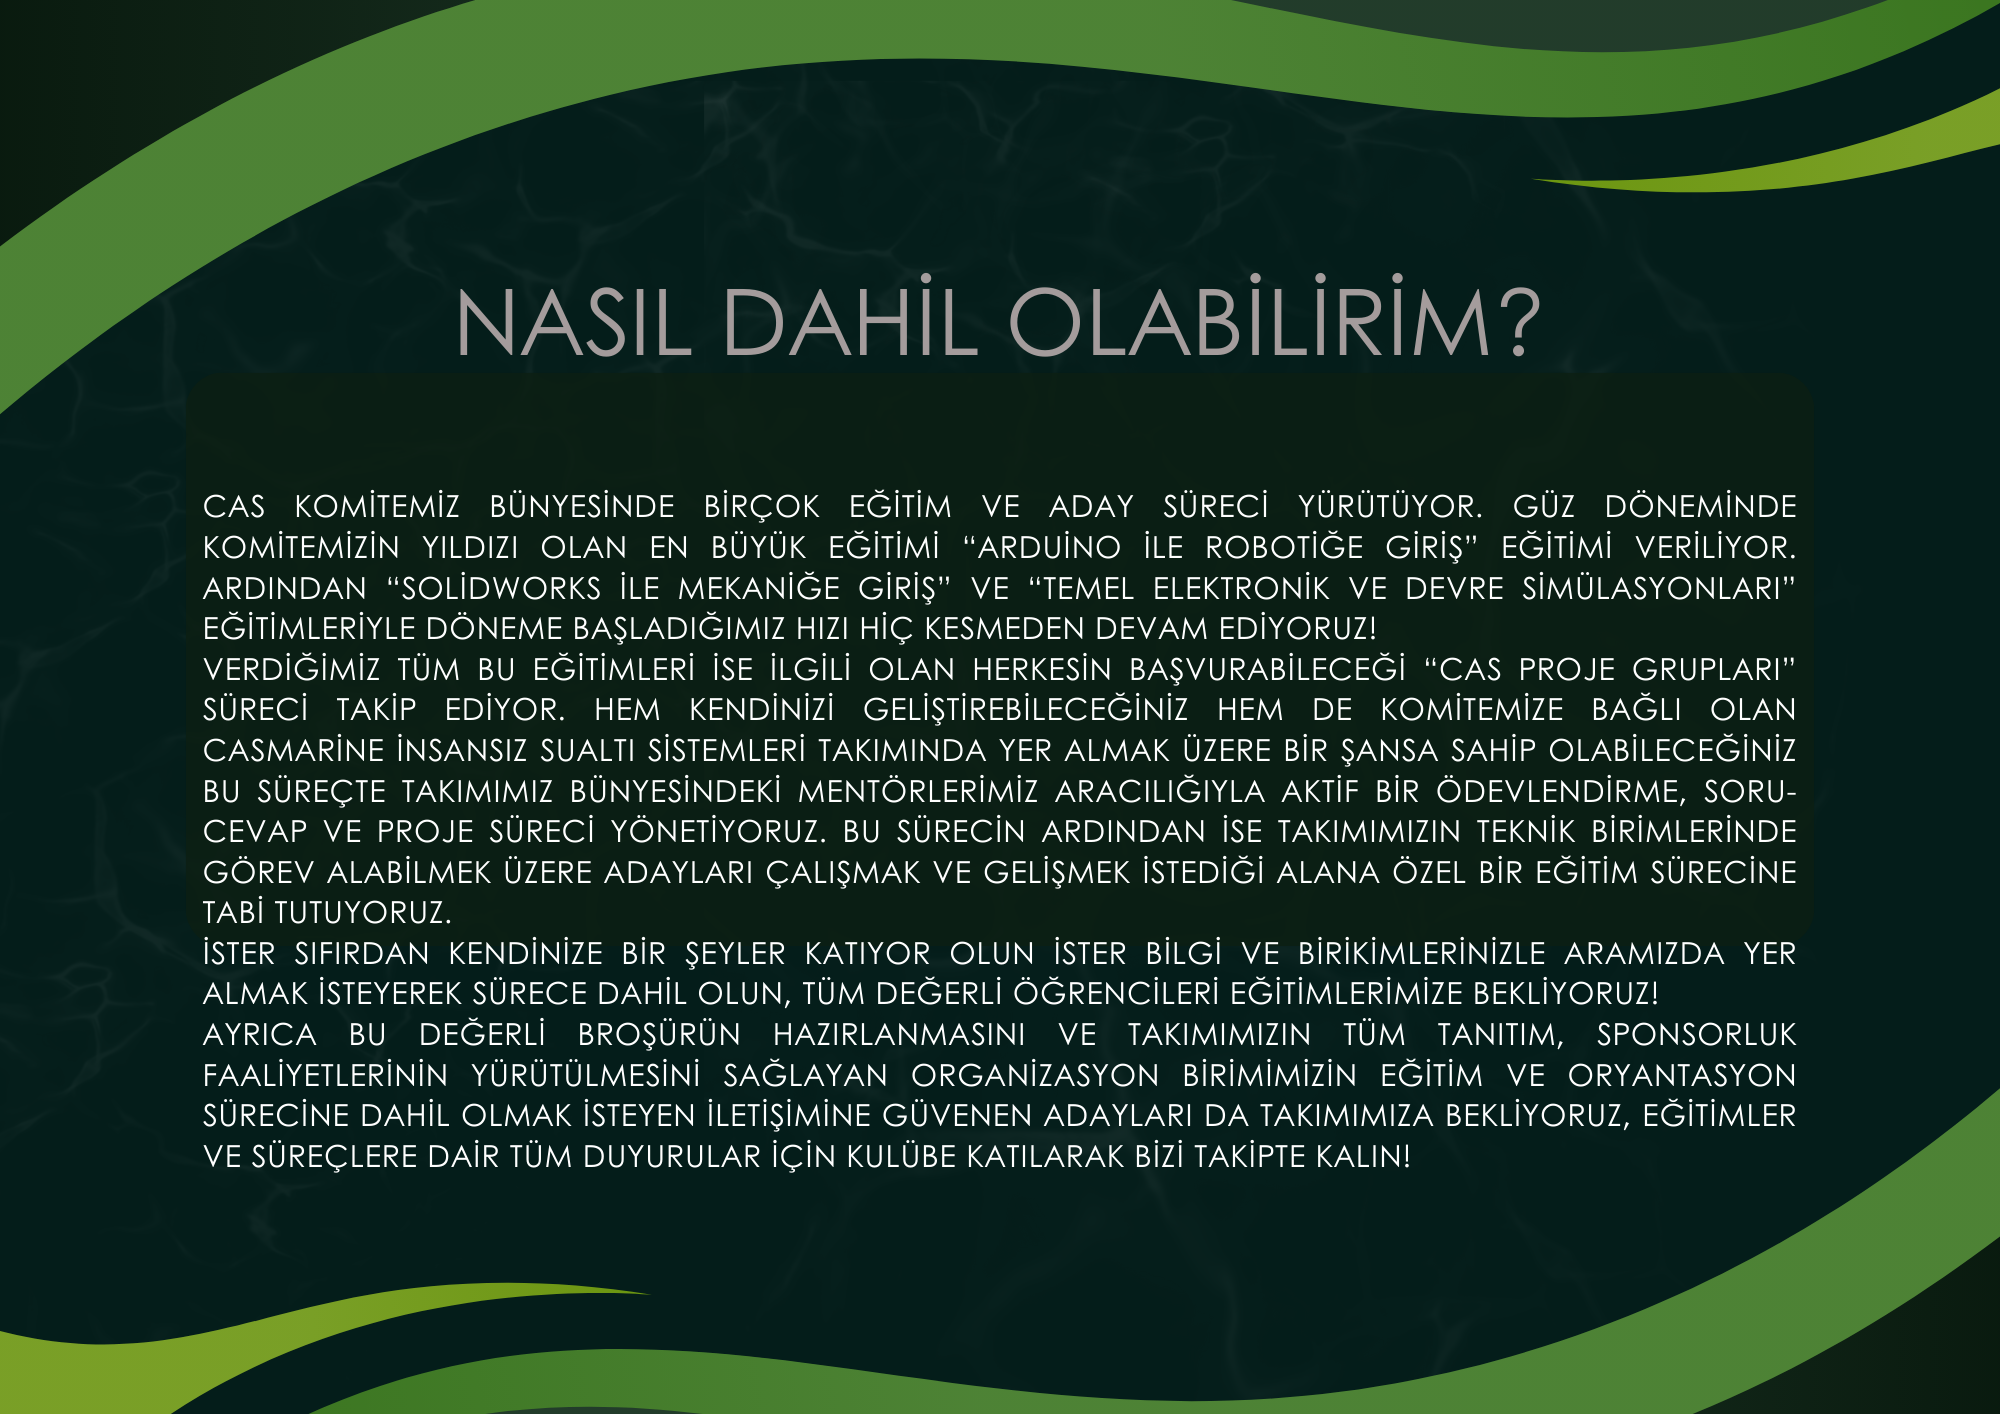 NASIL DAHİL OLABİLİRİM?
CAS KOMİTEMİZ BÜNYESİNDE BİRÇOK EĞİTİM VE ADAY SÜRECİ YÜRÜTÜYOR. GÜZ DÖNEMİNDE
KOMİTEMİZİN YILDIZI OLAN EN BÜYÜK EĞİTİMİ “ARDUİNO İLE ROBOTİĞE GİRİŞ” EĞİTİMİ VERİLİYOR.
ARDINDAN “SOLİDWORKS İLE MEKANİĞE GİRİŞ” VE “TEMEL ELEKTRONİK VE DEVRE SİMÜLASYONLARI”
EĞİTİMLERİYLE DÖNEME BAŞLADIĞIMIZ HIZI HİÇ KESMEDEN DEVAM EDİYORUZ!
VERDİĞİMİZ TÜM BU EĞİTİMLERİ İSE İLGİLİ OLAN HERKESİN BAŞVURABİLECEĞİ “CAS PROJE GRUPLARI”
SÜRECİ TAKİP EDİYOR. HEM KENDİNİZİ GELİŞTİREBİLECEĞİNİZ HEM DE KOMİTEMİZE BAĞLI OLAN
CASMARİNE İNSANSIZ SUALTI SİSTEMLERİ TAKIMINDA YER ALMAK ÜZERE BİR ŞANSA SAHİP OLABİLECEĞİNİZ
BU SÜREÇTE TAKIMIMIZ BÜNYESİNDEKİ MENTÖRLERİMİZ ARACILIĞIYLA AKTİF BİR ÖDEVLENDİRME, SORU-
CEVAP VE PROJE SÜRECİ YÖNETİYORUZ. BU SÜRECİN ARDINDAN İSE TAKIMIMIZIN TEKNİK BİRİMLERİNDE
GÖREV ALABİLMEK ÜZERE ADAYLARI ÇALIŞMAK VE GELİŞMEK İSTEDİĞİ ALANA ÖZEL BİR EĞİTİM SÜRECİNE
TABİ TUTUYORUZ.
İSTER SIFIRDAN KENDİNİZE BİR ŞEYLER KATIYOR OLUN İSTER BİLGİ VE BİRİKİMLERİNİZLE ARAMIZDA YER
ALMAK İSTEYEREK SÜRECE DAHİL OLUN, TÜM DEĞERLİ ÖĞRENCİLERİ EĞİTİMLERİMİZE BEKLİYORUZ!
AYRICA BU DEĞERLİ BROŞÜRÜN HAZIRLANMASINI VE TAKIMIMIZIN TÜM TANITIM, SPONSORLUK
FAALİYETLERİNİN YÜRÜTÜLMESİNİ SAĞLAYAN ORGANİZASYON BİRİMİMİZİN EĞİTİM VE ORYANTASYON
SÜRECİNE DAHİL OLMAK İSTEYEN İLETİŞİMİNE GÜVENEN ADAYLARI DA TAKIMIMIZA BEKLİYORUZ, EĞİTİMLER
VE SÜREÇLERE DAİR TÜM DUYURULAR İÇİN KULÜBE KATILARAK BİZİ TAKİPTE KALIN!